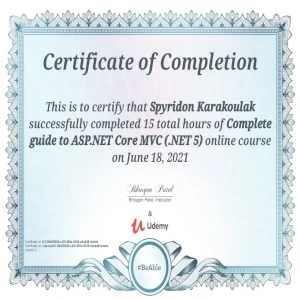 Certificate of Completion
This is to certify that Spyridon Karakoulak
successfully completed 15 total hours of Complete
guide to ASP.NET Core MVC (.NET 5) online course
on June 18, 2021
Bhrugen Patel
Bhrugen Patel, Instructor
&
Udemy
#BeAble